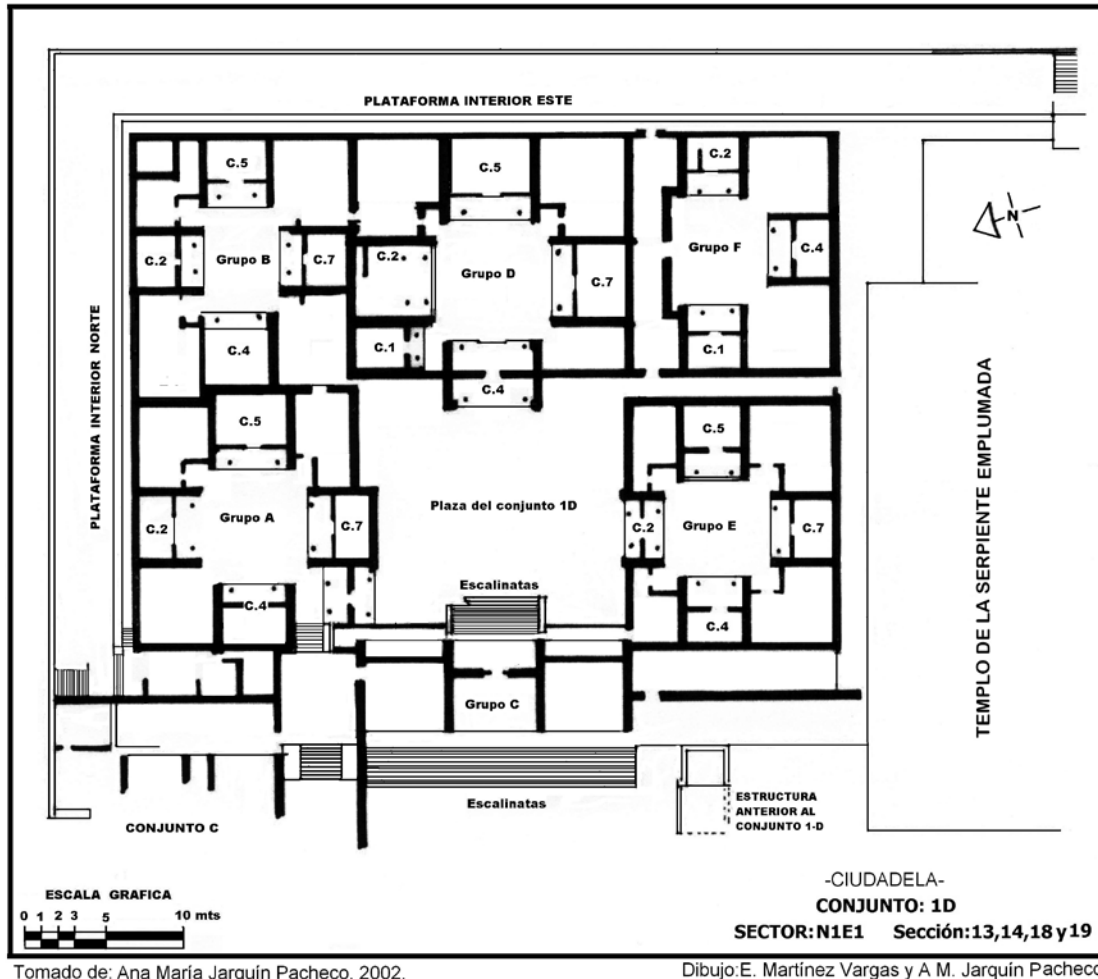 PLATAFORMA INTERIOR ESTE
C.5
C.5
C.2
C.2
Grupo B
C.7
C.2
Grupo D
C.7
Grupo F
C.4
N
C.4
C.1
C.4
C.1
PLATAFORMA INTERIOR NORTE
C.5
C.5
C.2
Grupo A
C.7
Plaza del conjunto 1D
C.2
Grupo E
C.7
Escalinatas
C.4
C.4
Grupo C
TEMPLO DE LA SERPIENTE EMPLUMADA
Escalinatas
ESTRUCTURA
ANTERIOR AL
CONJUNTO 1-D
CONJUNTO C
ESCALA GRAFICA
0 1 2 3 5 10 mts
-CIUDADELA-
CONJUNTO: 1D
SECTOR:N1E1 Sección:13,14,18 y 19
Tomado de: Ana María Jarquín Pacheco, 2002.
Dibujo:E. Martínez Vargas y A M. Jarquín Pacheco